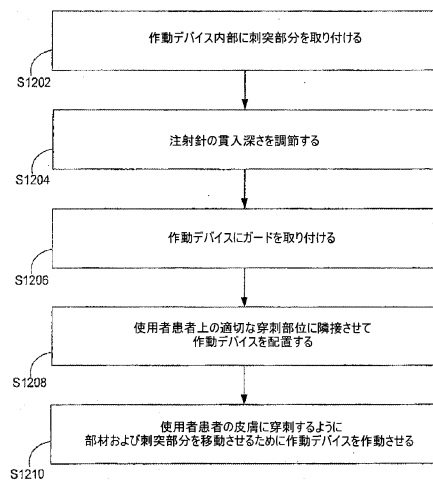 作動デバイス内部に刺突部分を取り付ける
S1202
注射針の貫入深さを調節する
S1204
作動デバイスにガードを取り付ける
S1206
使用者患者上の適切な穿刺部位に隣接させて
作動デバイスを配置する
S1208
使用者患者の皮膚に穿刺するように
部材および刺突部分を移動させるために作動デバイスを作動させる
S1210